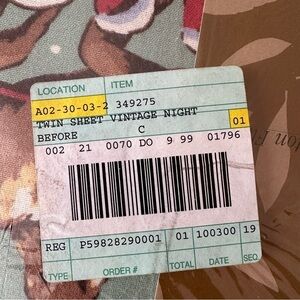 LOCATION ITEM
A02-30-03-2 349275
TWIN SHEET VINTAGE NIGHT
BEFORE C 01
002 21 0070 DO 9 99 01796
REG P59828290001 01 100300 19
TYPE ORDER # TOTAL DATE SEQ